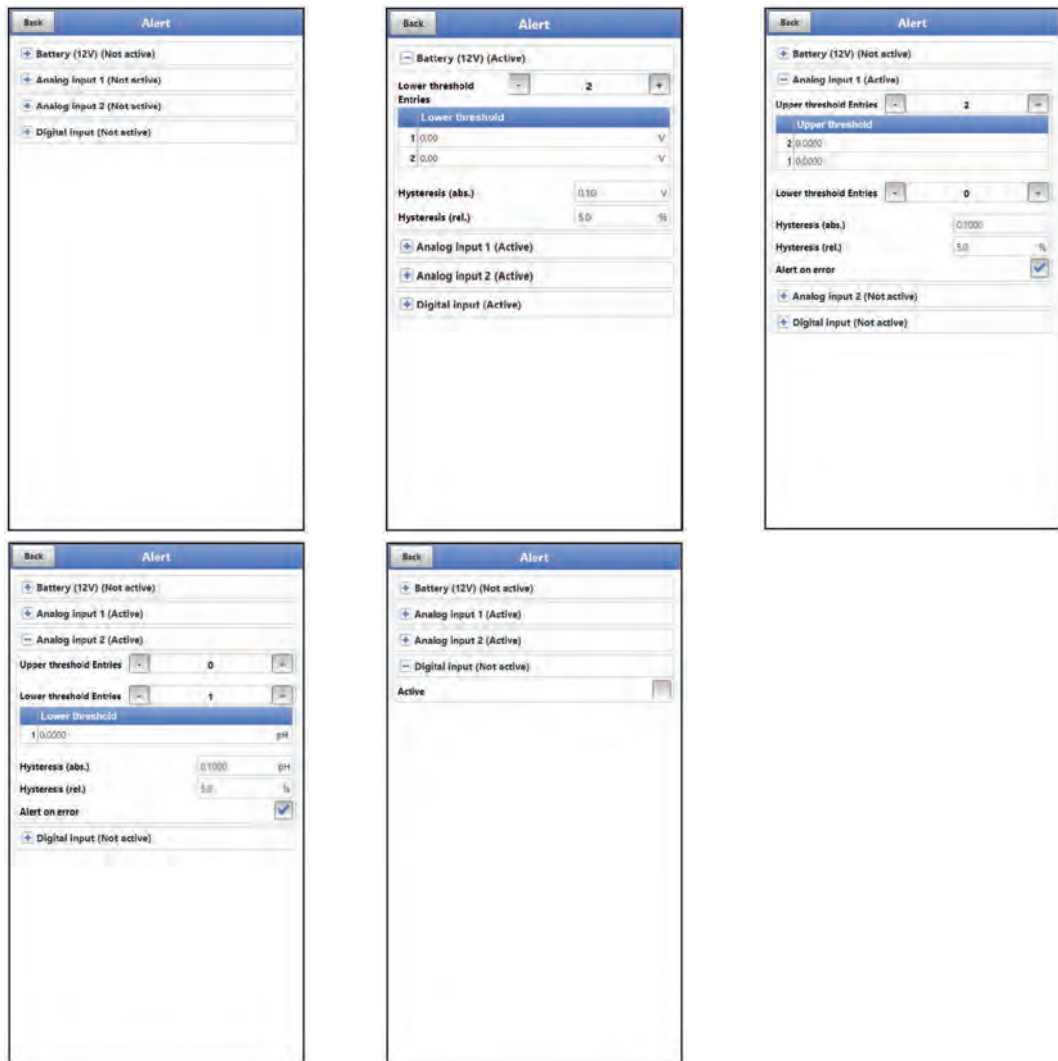 Back Alert
+ Battery (12V) (Not active)
+ Analog input 1 (Not active)
+ Analog input 2 (Not active)
+ Digital input (Not active)
Back Alert
− Battery (12V) (Active)
Lower threshold Entries - 2 +
Lower threshold
1 0.00 V
2 0.00 V
Hysteresis (abs.) 0.10 V
Hysteresis (rel.) 5.0 %
+ Analog input 1 (Active)
+ Analog input 2 (Active)
+ Digital input (Active)
Back Alert
+ Battery (12V) (Not active)
− Analog input 1 (Active)
Upper threshold Entries - 2 +
Upper threshold
2 0.0000
1 0.0000
Lower threshold Entries - 0 +
Hysteresis (abs.) 0.1000
Hysteresis (rel.) 5.0 %
Alert on error
+ Analog input 2 (Not active)
+ Digital input (Not active)
Back Alert
+ Battery (12V) (Not active)
+ Analog input 1 (Active)
− Analog input 2 (Active)
Upper threshold Entries - 0 +
Lower threshold Entries - 1 +
Lower threshold
1 0.0000 pH
Hysteresis (abs.) 0.1000 pH
Hysteresis (rel.) 5.0 %
Alert on error
+ Digital input (Not active)
Back Alert
+ Battery (12V) (Not active)
+ Analog input 1 (Active)
+ Analog input 2 (Active)
− Digital input (Not active)
Active